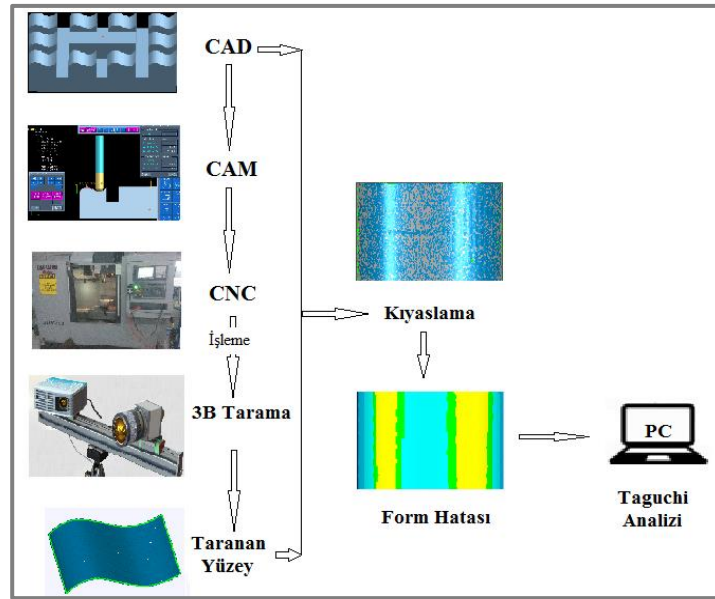 CAD
CAM
CNC
İşleme
3B Tarama
Taranan
Yüzey
Kıyaslama
Form Hatası
PC
Taguchi
Analizi